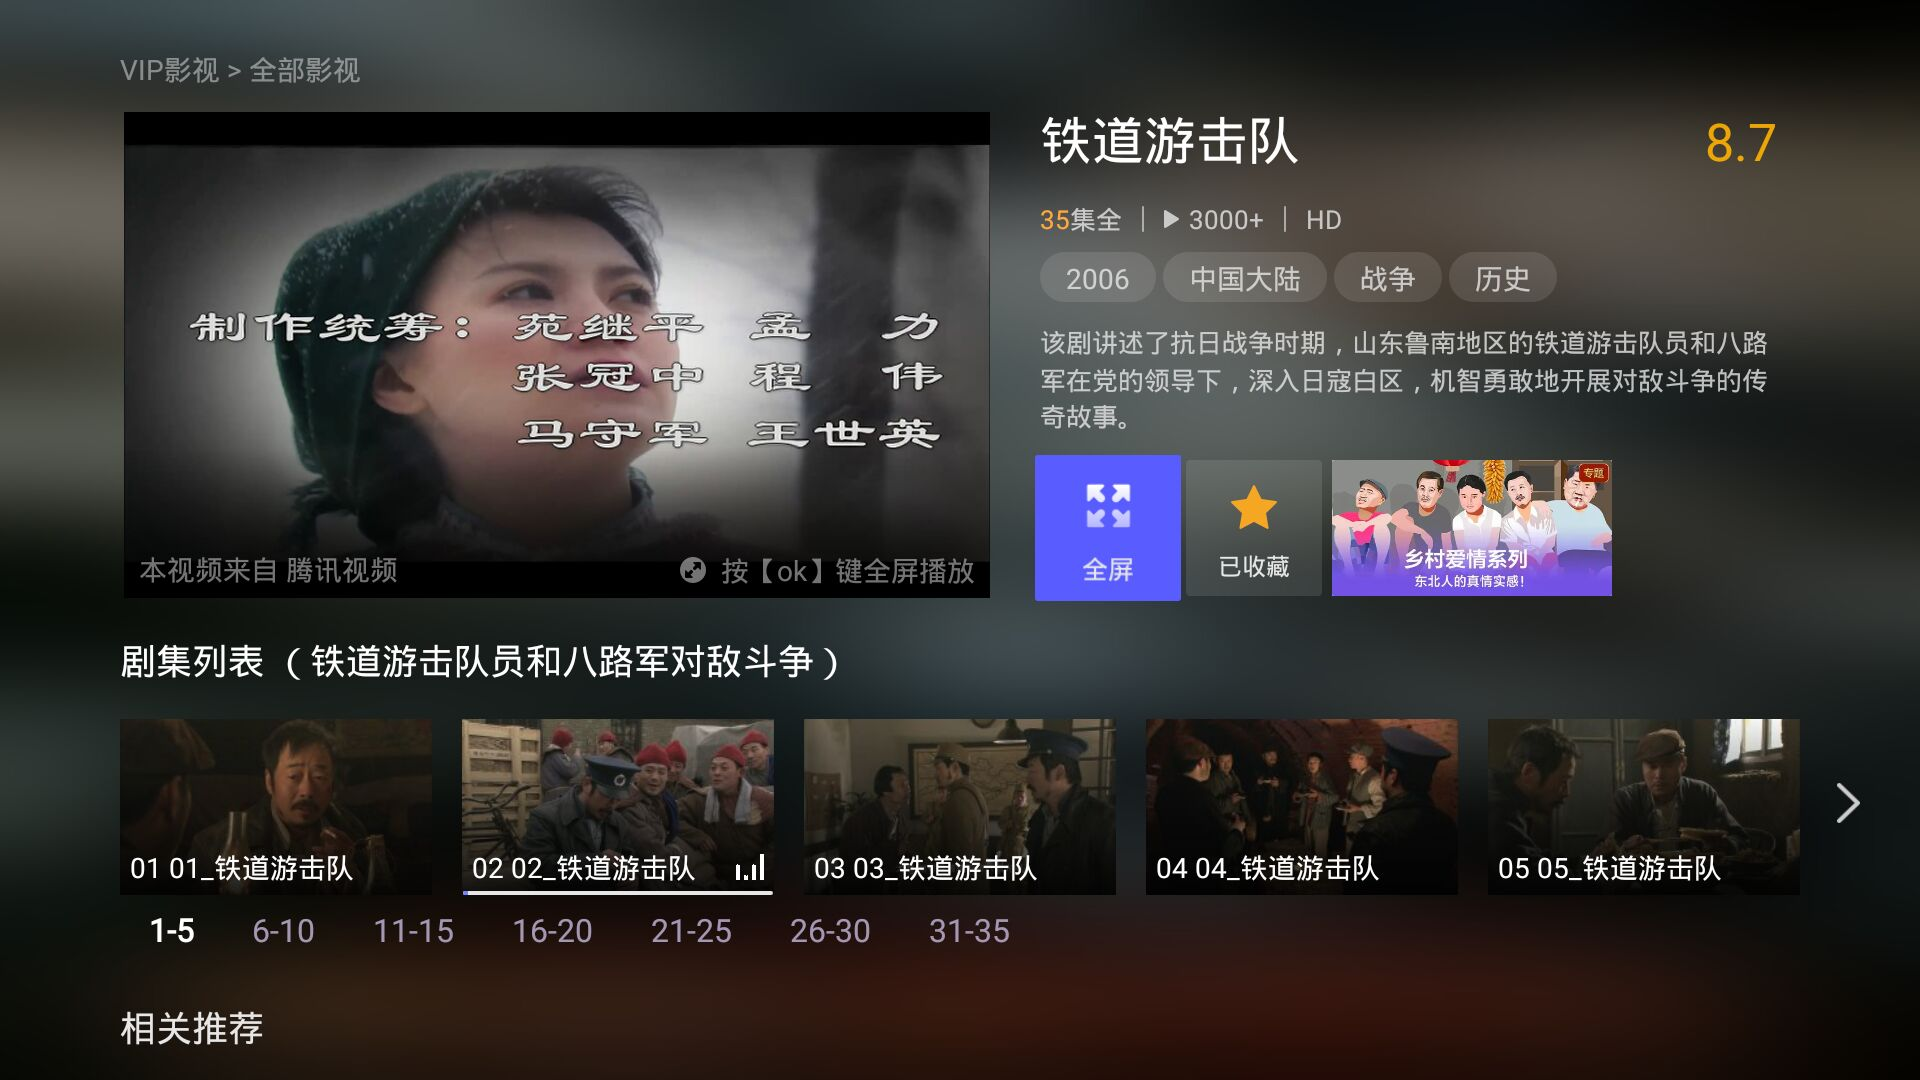 VIP影视 > 全部影视
制作统筹： 苑继平 孟 力
张冠中 程 伟
马守军 王世英
本视频来自 腾讯视频
按【ok】键全屏播放
铁道游击队
8.7
35集全 | 3000+ | HD
2006 中国大陆 战争 历史
该剧讲述了抗日战争时期，山东鲁南地区的铁道游击队员和八路
军在党的领导下，深入日寇白区，机智勇敢地开展对敌斗争的传
奇故事。
全屏
已收藏
专题
乡村爱情系列
东北人的真情实感！
剧集列表 （铁道游击队员和八路军对敌斗争）
01 01_铁道游击队
02 02_铁道游击队
03 03_铁道游击队
04 04_铁道游击队
05 05_铁道游击队
1-5 6-10 11-15 16-20 21-25 26-30 31-35
相关推荐